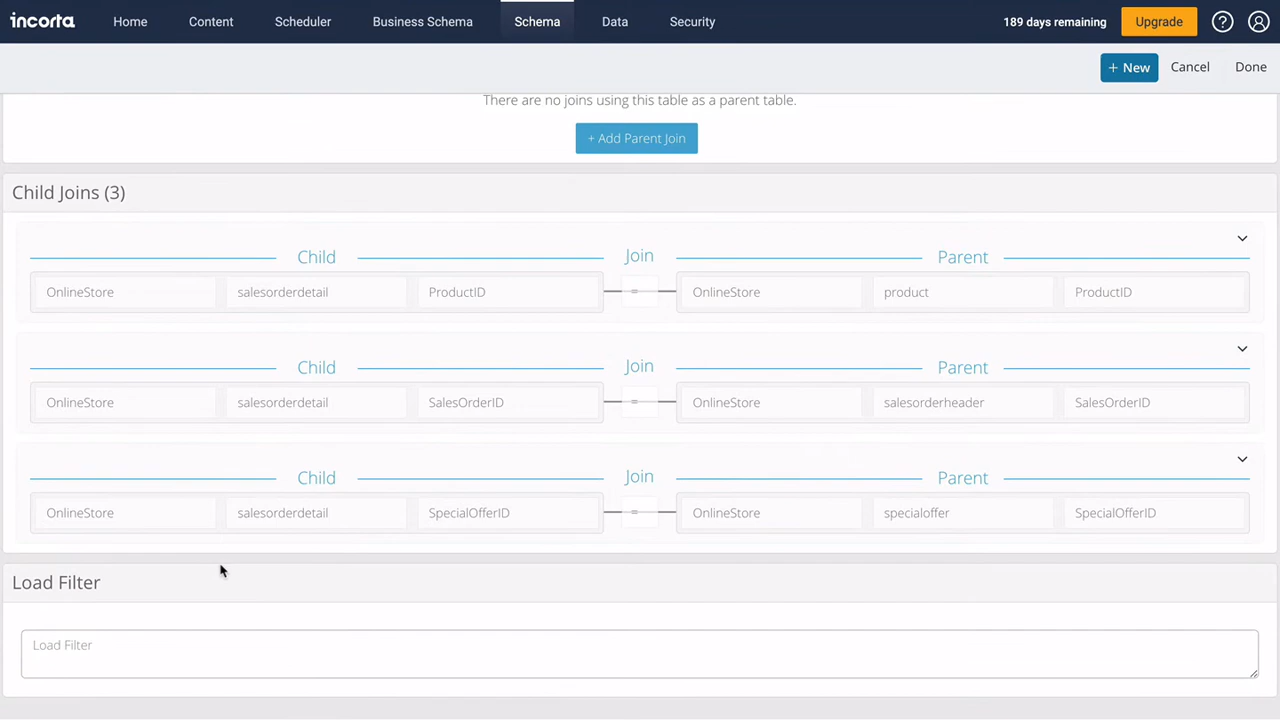 incorta Home Content Scheduler Business Schema Schema Data Security 189 days remaining Upgrade ?
+ New Cancel Done
There are no joins using this table as a parent table.
+ Add Parent Join
Child Joins (3)
Child Join Parent
OnlineStore salesorderdetail ProductID = OnlineStore product ProductID
Child Join Parent
OnlineStore salesorderdetail SalesOrderID = OnlineStore salesorderheader SalesOrderID
Child Join Parent
OnlineStore salesorderdetail SpecialOfferID = OnlineStore specialoffer SpecialOfferID
Load Filter
Load Filter